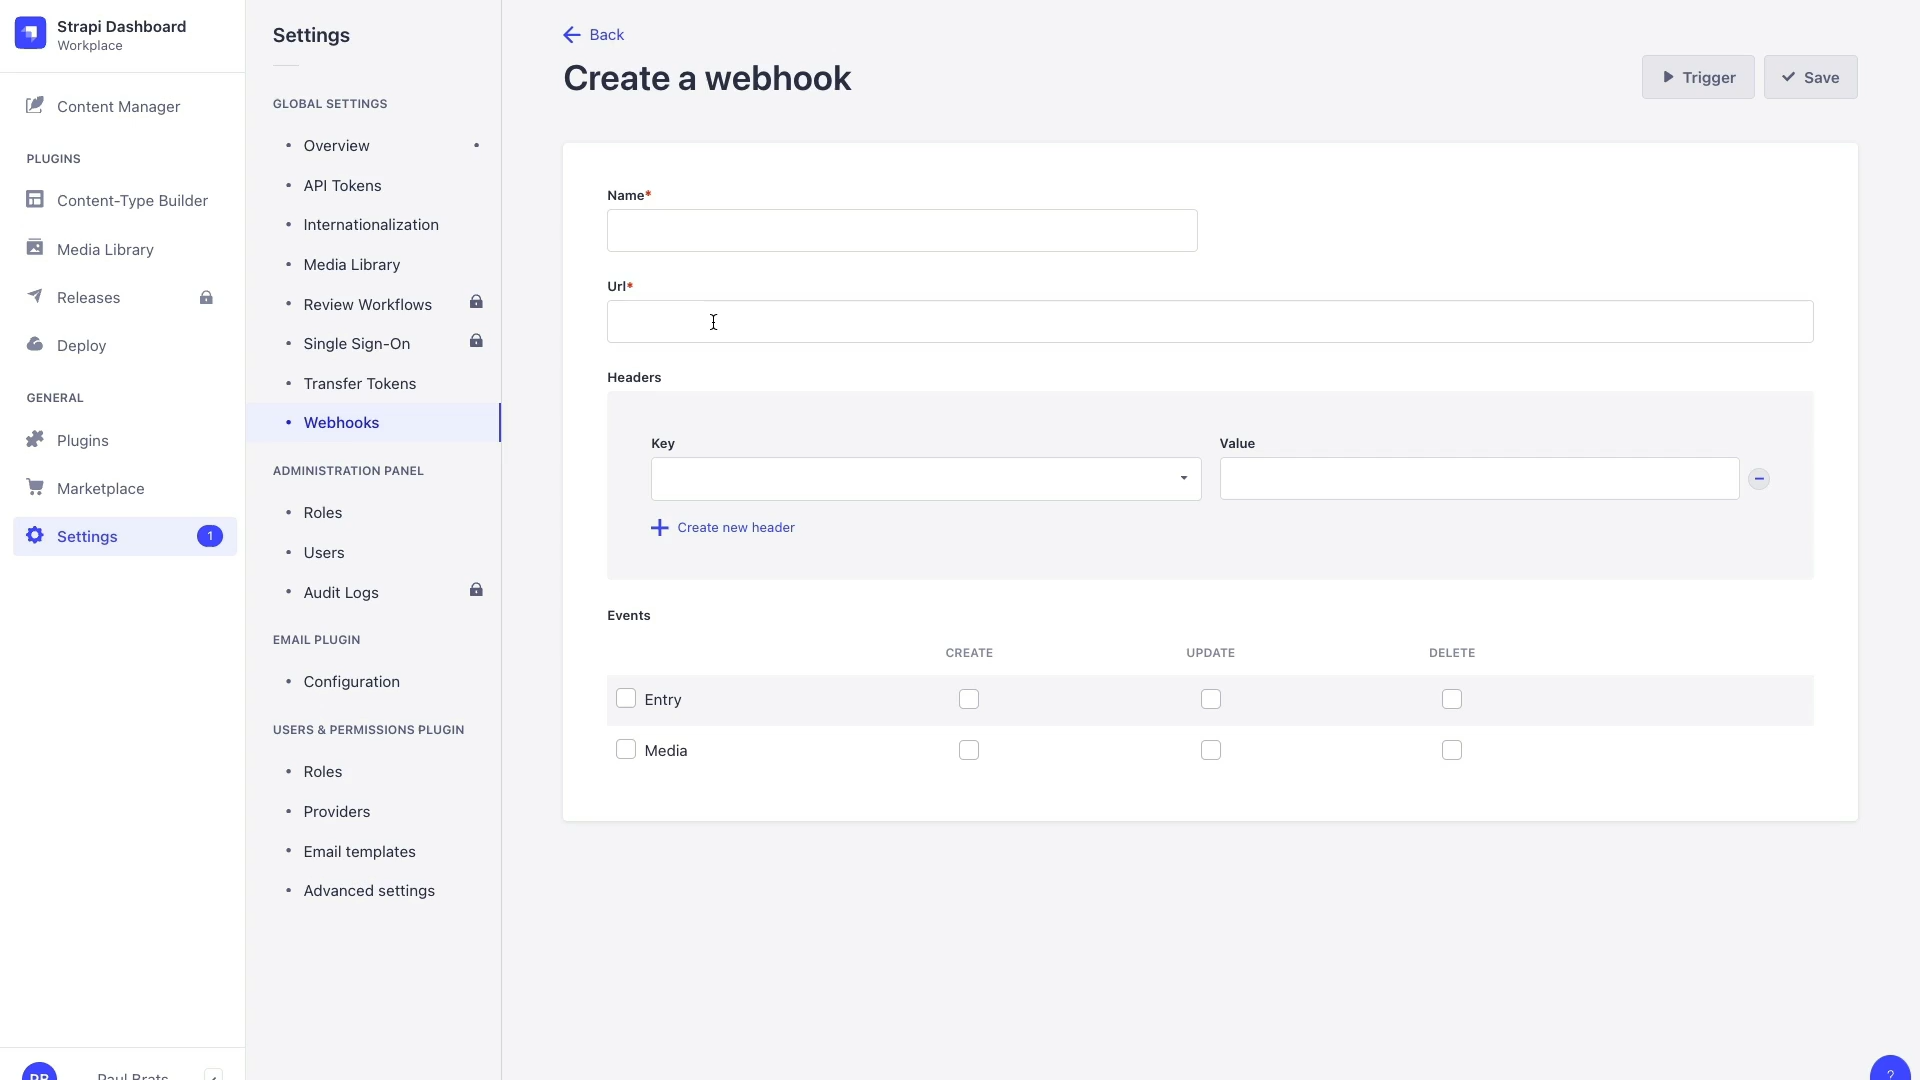 Strapi Dashboard
Workplace
Content Manager
PLUGINS
Content-Type Builder
Media Library
Releases
Deploy
GENERAL
Plugins
Marketplace
Settings 1
PB Paul Brats
Settings
GLOBAL SETTINGS
Overview
API Tokens
Internationalization
Media Library
Review Workflows
Single Sign-On
Transfer Tokens
Webhooks
ADMINISTRATION PANEL
Roles
Users
Audit Logs
EMAIL PLUGIN
Configuration
USERS & PERMISSIONS PLUGIN
Roles
Providers
Email templates
Advanced settings
Back
Create a webhook
Trigger Save
Name*
Url*
Headers
Key Value
Create new header
Events
CREATE UPDATE DELETE
Entry
Media
?